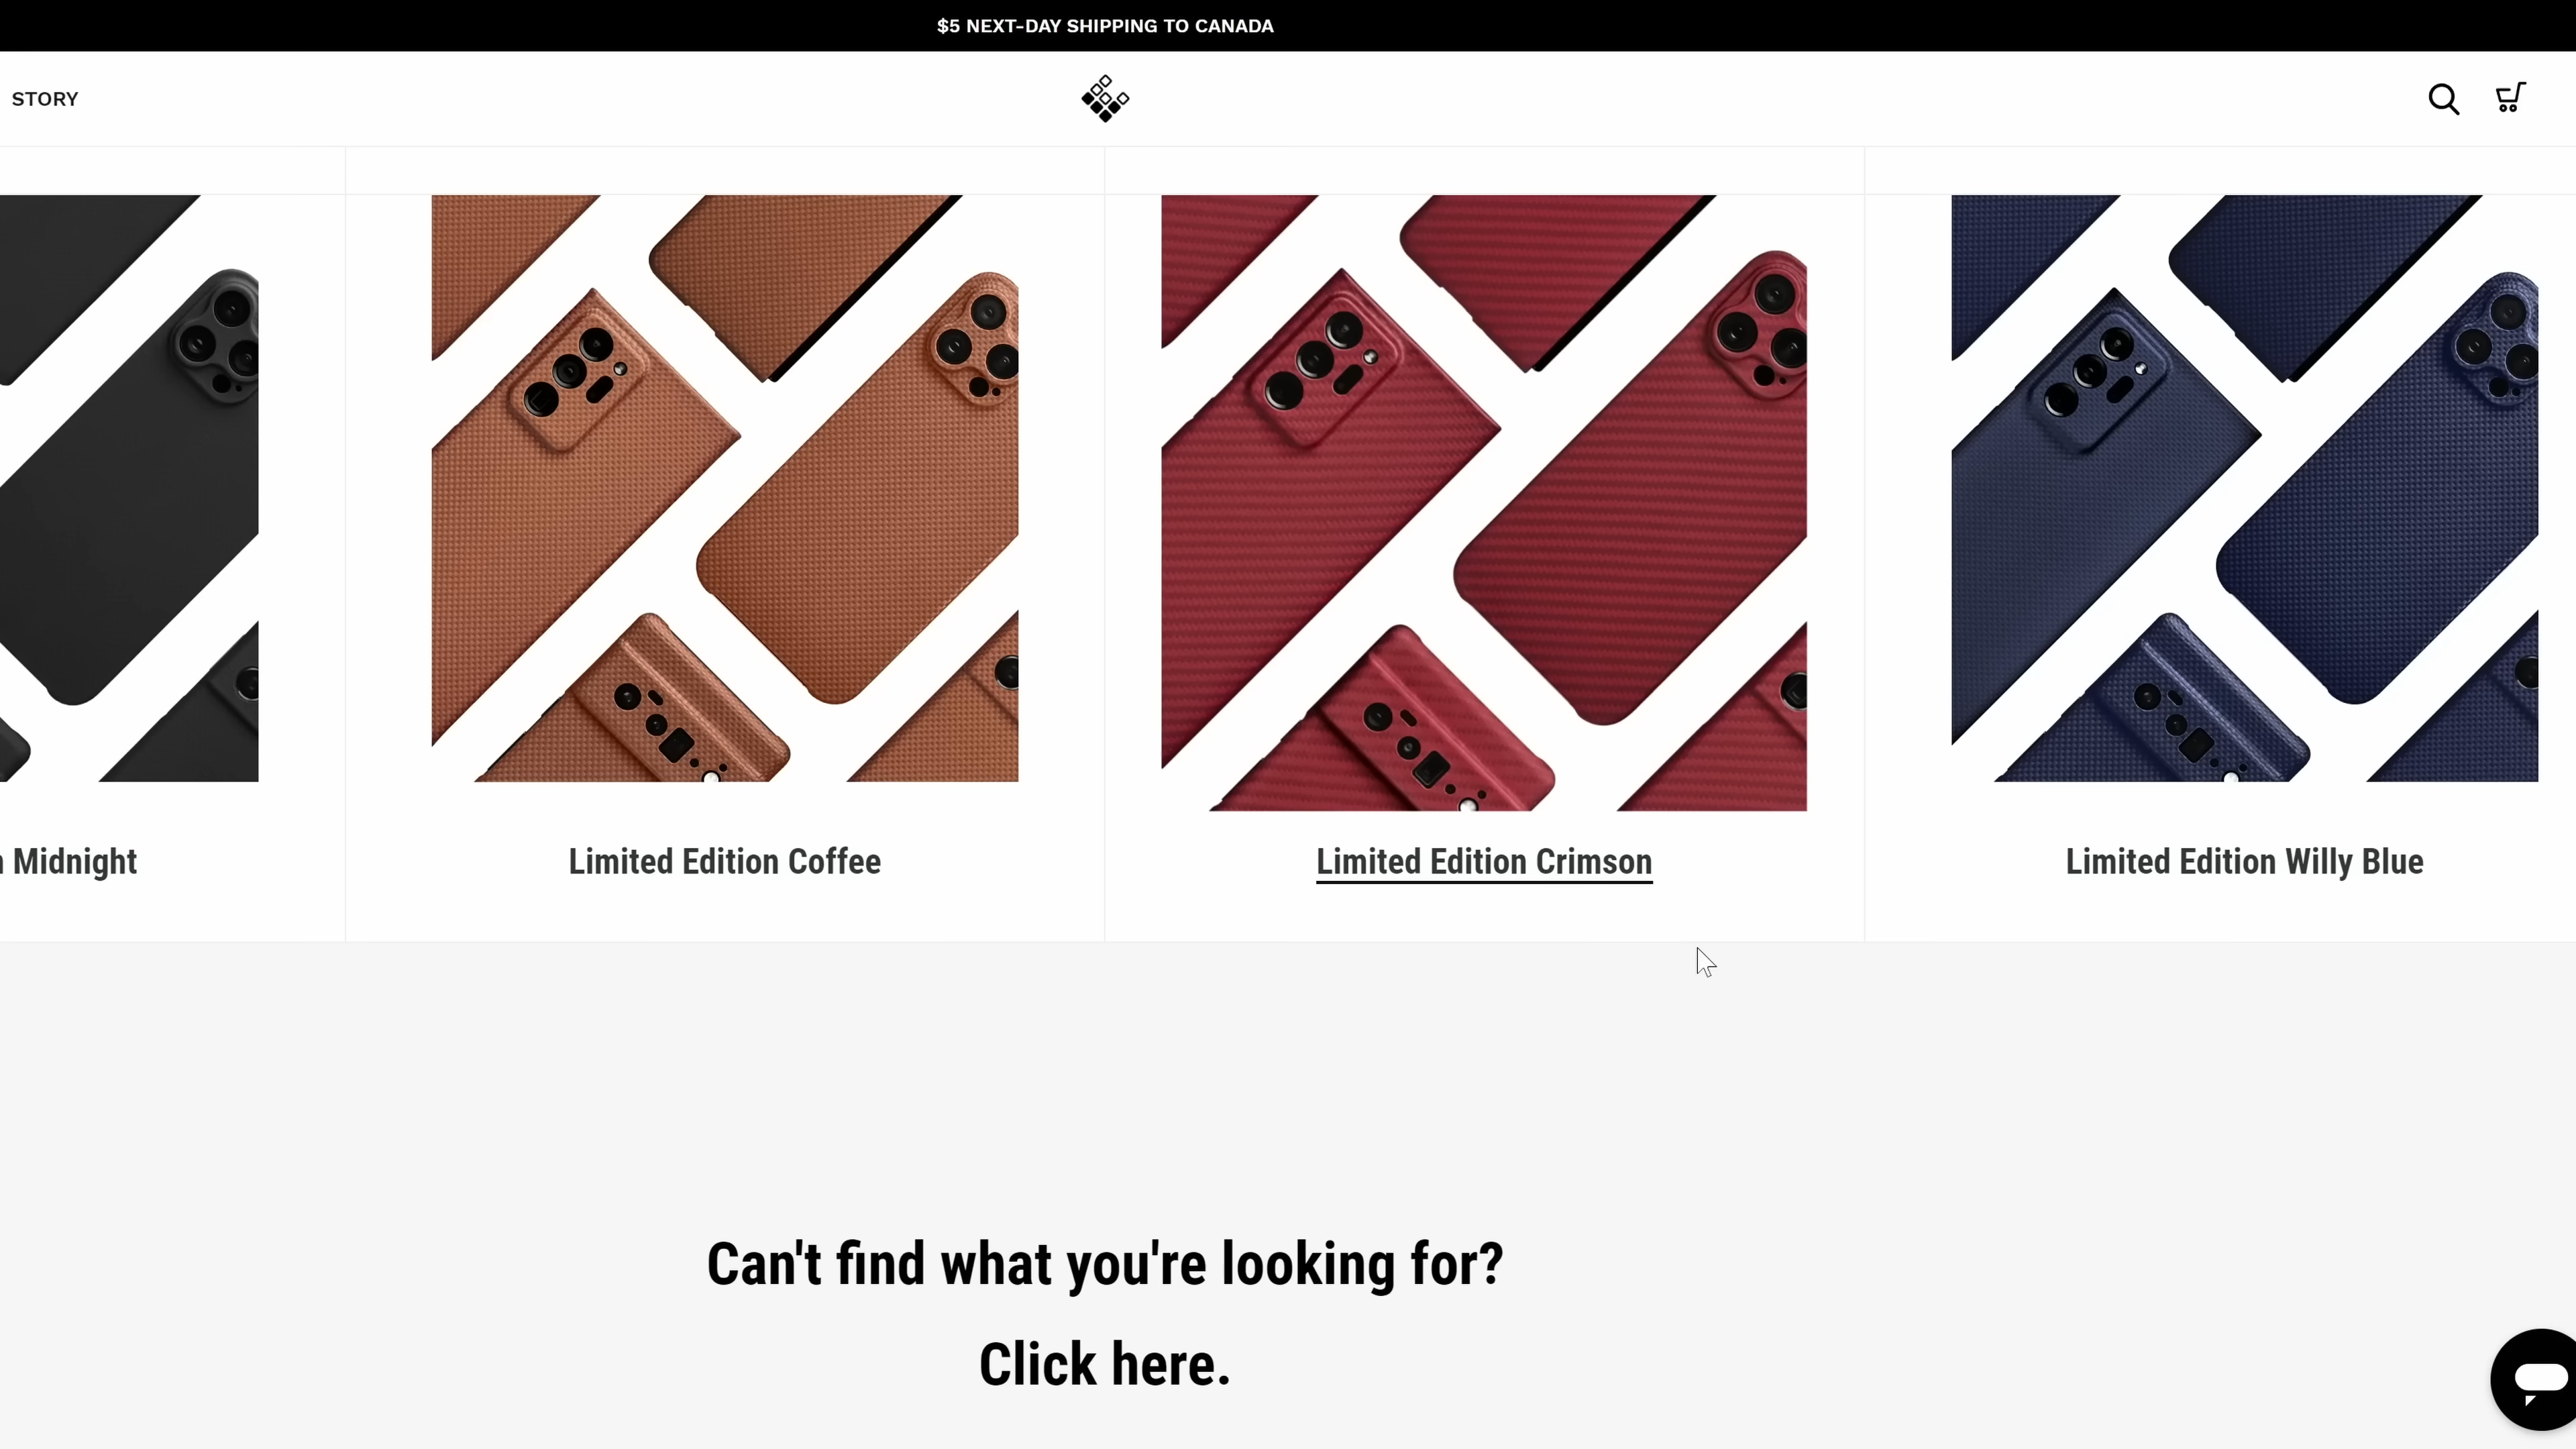 $5 NEXT-DAY SHIPPING TO CANADA
STORY
Midnight
Limited Edition Coffee
Limited Edition Crimson
Limited Edition Willy Blue
Can't find what you're looking for?
Click here.